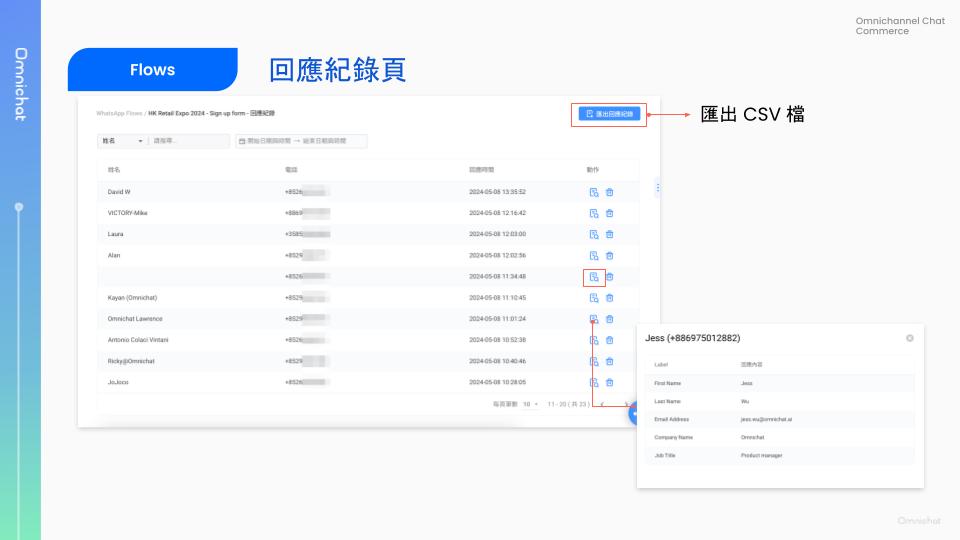 Omnichannel Chat
Commerce
Omnichat
Flows
回應紀錄頁
WhatsApp Flows / HK Retail Expo 2024 - Sign up form - 回應紀錄
匯出回應紀錄
匯出 CSV 檔
姓名 請搜尋... 開始日期與時間 → 結束日期與時間
姓名 電話 回應時間 動作
David W +8526 2024-05-08 13:35:52
VICTORY-Mike +8869 2024-05-08 12:16:42
Laura +3585 2024-05-08 12:03:00
Alan +8529 2024-05-08 12:02:56
+8526 2024-05-08 11:34:48
Kayan (Omnichat) +8529 2024-05-08 11:10:45
Omnichat Lawrence +8529 2024-05-08 11:01:24
Antonio Colaci Vintani +8526 2024-05-08 10:52:38
Ricky@Omnichat +8529 2024-05-08 10:40:46
JoJoco +8526 2024-05-08 10:28:05
每頁筆數 10 11 - 20 ( 共 23 )
Jess (+886975012882)
Label 回應內容
First Name Jess
Last Name Wu
Email Address jess.wu@omnichat.ai
Company Name Omnichat
Job Title Product manager
Omnichat